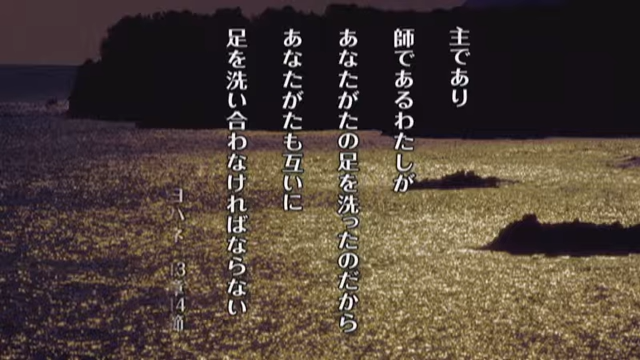 主であり
師であるわたしが
あなたがたの足を洗ったのだから
あなたがたも互いに
足を洗い合わなければならない
ヨハネ 13章14節